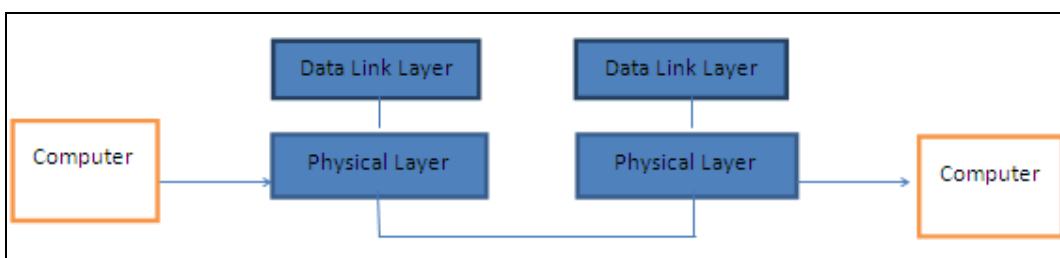 Data Link Layer
Data Link Layer
Computer
Physical Layer
Physical Layer
Computer